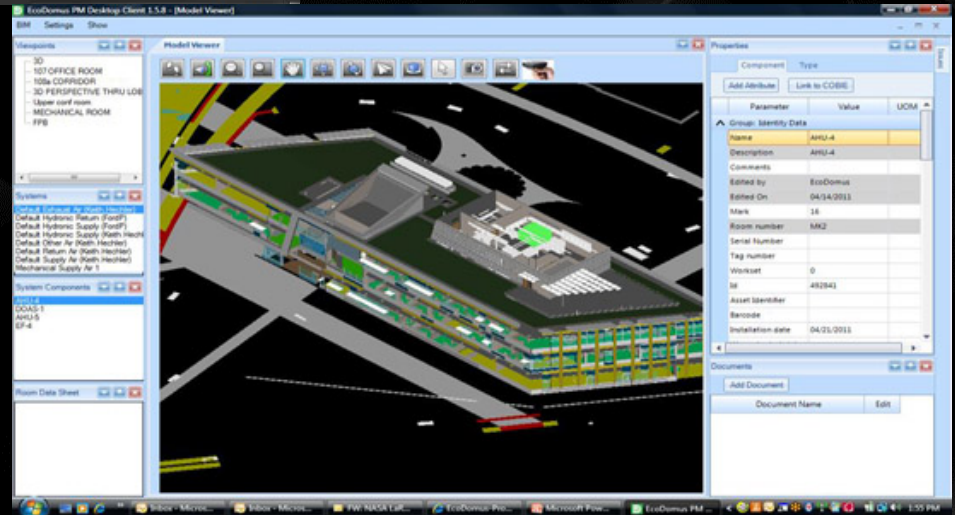 EcoDomus PM Desktop Client 1.5.8 - [Model Viewer]
BIM Settings Show
Viewpoints
3D
107 OFFICE ROOM
108a CORRIDOR
3D PERSPECTIVE THRU LOB
Upper conf room
MECHANICAL ROOM
FPB
Systems
Default Exhaust Air (Keith Hechler)
Default Hydronic Return (FordP)
Default Hydronic Supply (FordP)
Default Hydronic Supply (Keith Hechl
Default Other Air (Keith Hechler)
Default Return Air (Keith Hechler)
Default Supply Air (Keith Hechler)
Mechanical Supply Air 1
System Components
AHU-4
DOAS-1
AHU-5
EF-4
Room Data Sheet
Model Viewer
Properties
Issues
Component Type
Add Attribute Link to COBIE
Parameter Value UOM
Group: Identity Data
Name AHU-4
Description AHU-4
Comments
Edited by EcoDomus
Edited On 04/14/2011
Mark 16
Room number MK2
Serial Number
Tag number
Workset 0
Id 492841
Asset Identifier
Barcode
Installation date 04/21/2011
Documents
Add Document
Document Name Edit
Inbox - Micros... Inbox - Micros... FW: NASA LaR... EcoDomus-Pro... Microsoft Pow... EcoDomus PM ... 1:55 PM